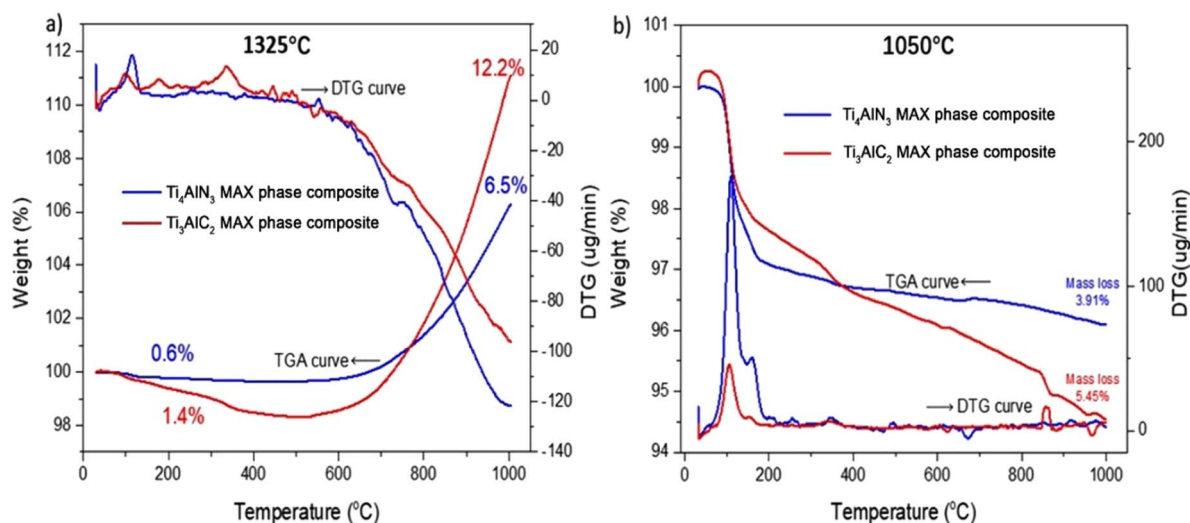 a)
1325°C
112
110
108
106
104
102
100
98
Weight (%)
20
0
-20
-40
-60
-80
-100
-120
-140
DTG (ug/min)
12.2%
→ DTG curve
6.5%
Ti₄AlN₃ MAX phase composite
Ti₃AlC₂ MAX phase composite
0.6%
TGA curve ←
1.4%
0 200 400 600 800 1000
Temperature (°C)
b)
1050°C
101
100
99
98
97
96
95
94
Weight (%)
200
100
0
DTG(ug/min)
Ti₄AlN₃ MAX phase composite
Ti₃AlC₂ MAX phase composite
TGA curve ←
Mass loss
3.91%
Mass loss
5.45%
→ DTG curve
0 200 400 600 800 1000
Temperature (°C)